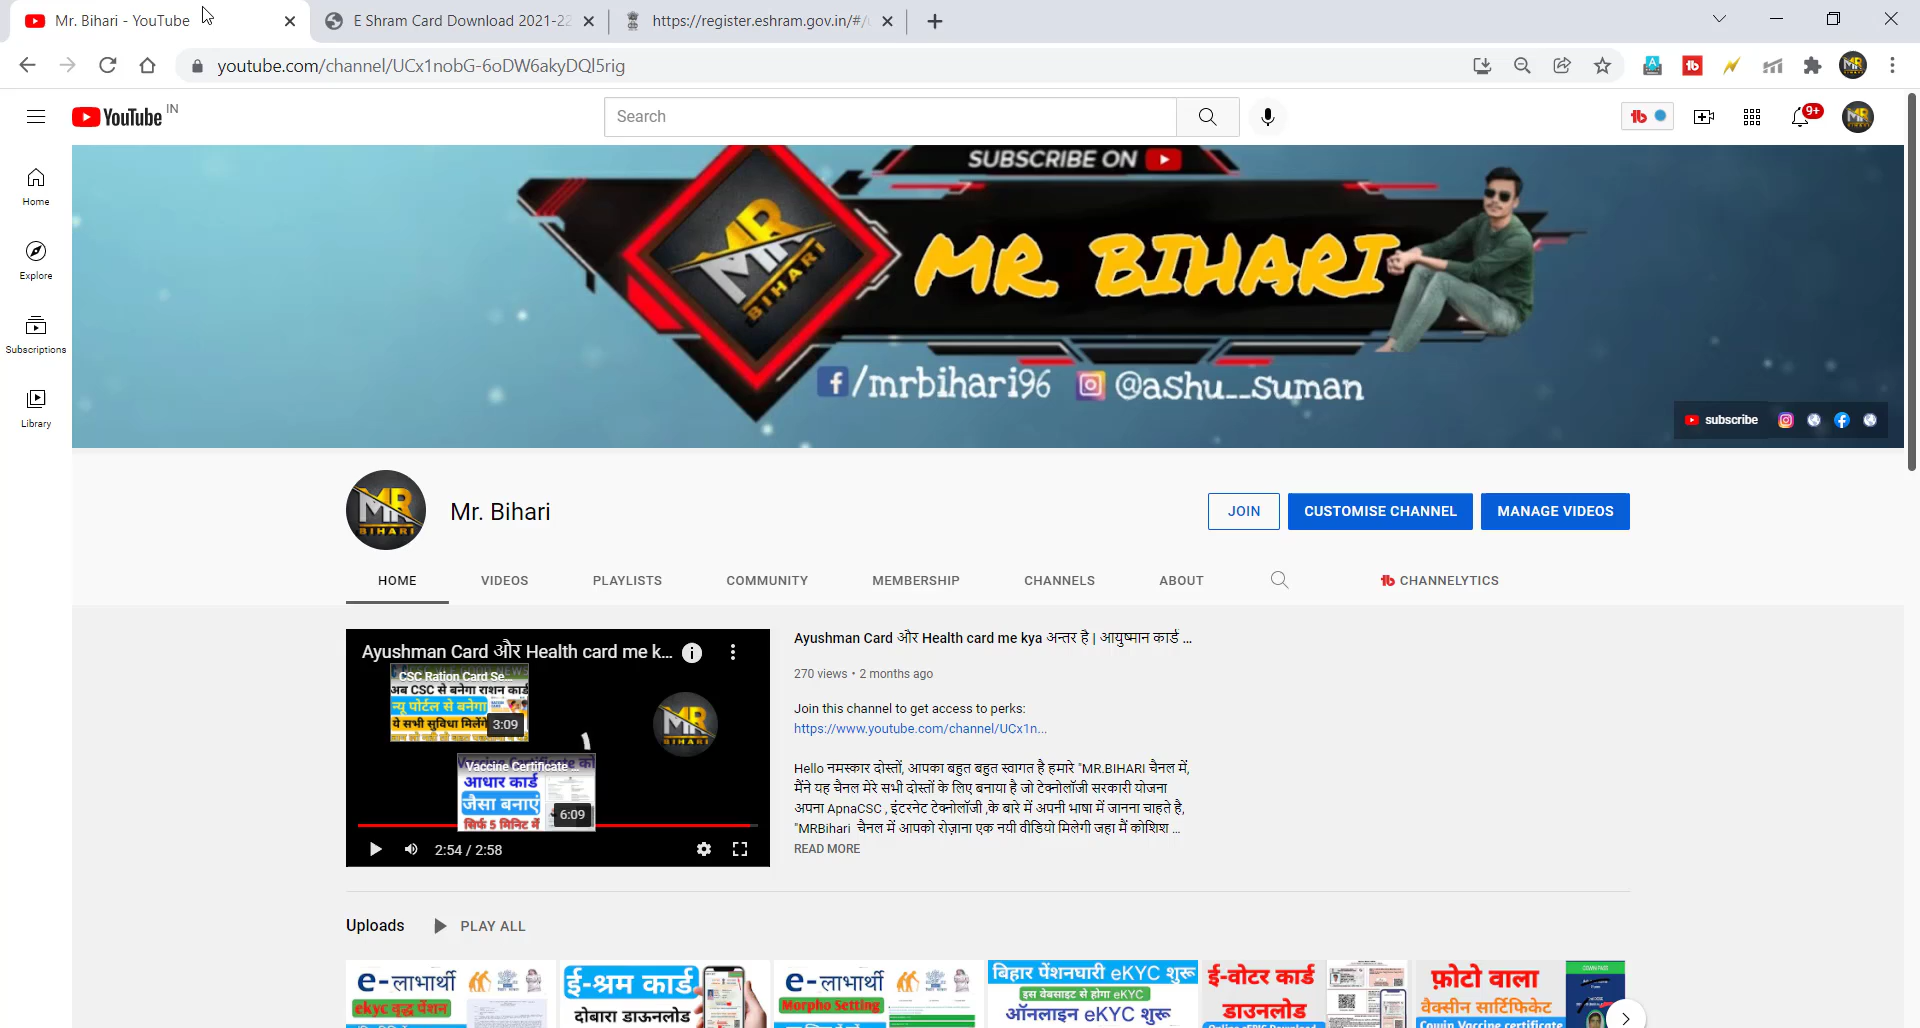 Mr. Bihari - YouTube
E Shram Card Download 2021-22
https://register.eshram.gov.in/#/
youtube.com/channel/UCx1nobG-6oDW6akyDQl5rig
YouTube IN
Search
9+
Home
Explore
Subscriptions
Library
SUBSCRIBE ON
MR BIHARI
MR BIHARI
/mrbihari96 @ashu__suman
subscribe
MR BIHARI
Mr. Bihari
JOIN
CUSTOMISE CHANNEL
MANAGE VIDEOS
HOME VIDEOS PLAYLISTS COMMUNITY MEMBERSHIP CHANNELS ABOUT CHANNELYTICS
Ayushman Card और Health card me k...
CSC Ration Card Se...
अब CSC से बनेगा राशन कार्ड
न्यू पोर्टल से बनेगा
ये सभी सुविधा मिलेंगे
3:09
MR BIHARI
Vaccine Certificate ...
आधार कार्ड
जैसा बनाएं
सिर्फ 5 मिनिट में
6:09
2:54 / 2:58
Ayushman Card और Health card me kya अन्तर है | आयुष्मान कार्ड ...
270 views • 2 months ago
Join this channel to get access to perks:
https://www.youtube.com/channel/UCx1n...
Hello नमस्कार दोस्तों, आपका बहुत बहुत स्वागत है हमारे "MR.BIHARI चैनल में,
मैंने यह चैनल मेरे सभी दोस्तों के लिए बनाया है जो टेक्नोलॉजी सरकारी योजना
अपना ApnaCSC , इंटरनेट टेक्नोलॉजी ,के बारे में अपनी भाषा में जानना चाहते है,
"MRBihari चैनल में आपको रोज़ाना एक नयी वीडियो मिलेगी जहा मैं कोशिश ...
READ MORE
Uploads
PLAY ALL
e-लाभार्थी
ekyc वृद्ध पेंशन
ई-श्रम कार्ड
दोबारा डाऊनलोड
e-लाभार्थी
Morpho Setting
बिहार पेंशनधारी eKYC शुरू
इस वेबसाइट से होगा eKYC
ऑनलाइन eKYC शुरू
ई-वोटर कार्ड
डाउनलोड
फ़ोटो वाला
वैक्सीन सार्टिफिकेट
Cowin Vaccine certificate